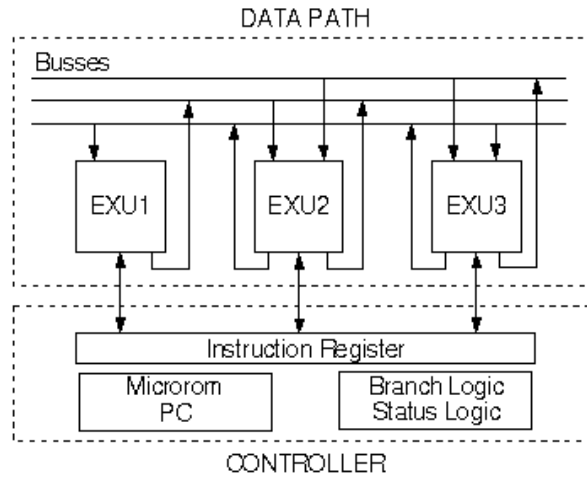 DATA PATH
Busses
EXU1
EXU2
EXU3
Instruction Register
Microrom
PC
Branch Logic
Status Logic
CONTROLLER